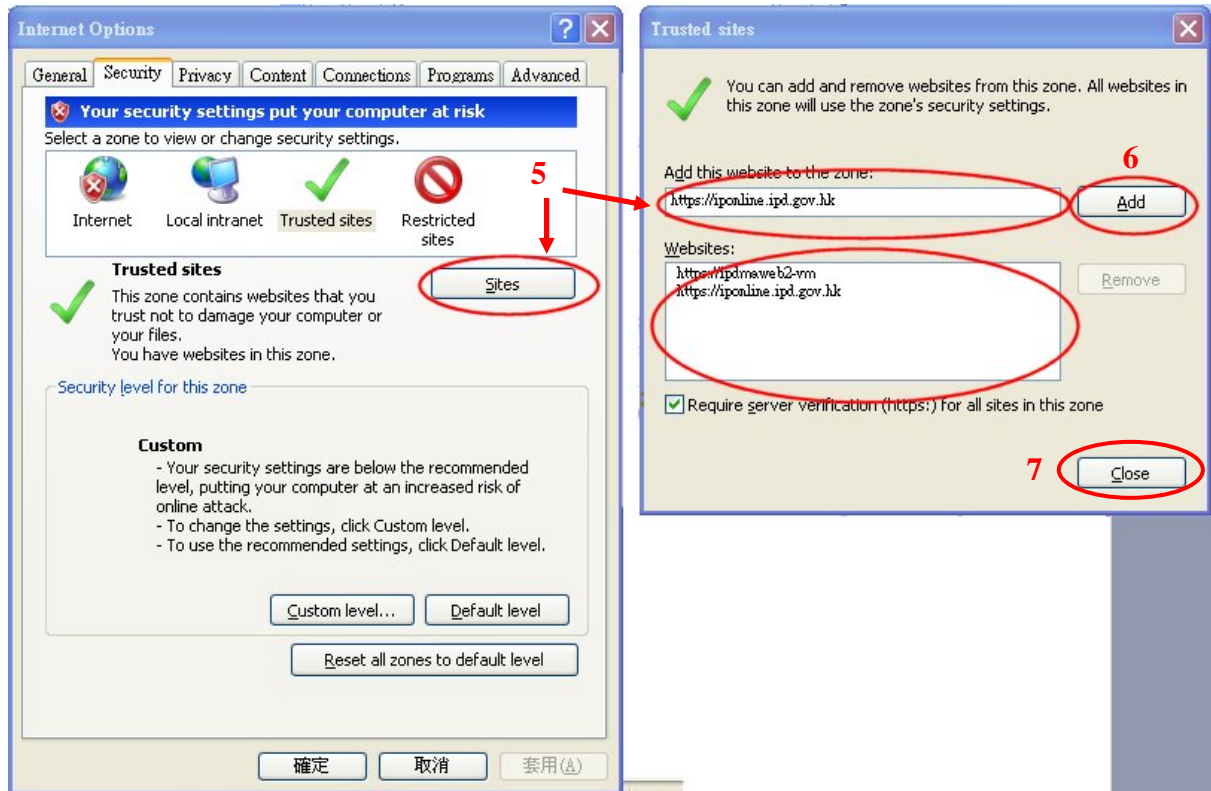 Internet Options
General Security Privacy Content Connections Programs Advanced
Your security settings put your computer at risk
Select a zone to view or change security settings.
Internet
Local intranet
Trusted sites
Restricted
sites
5
Trusted sites
Sites
This zone contains websites that you
trust not to damage your computer or
your files.
You have websites in this zone.
Security level for this zone
Custom
- Your security settings are below the recommended
level, putting your computer at an increased risk of
online attack.
- To change the settings, click Custom level.
- To use the recommended settings, click Default level.
Custom level...
Default level
Reset all zones to default level
確定
取消
套用(A)
Trusted sites
You can add and remove websites from this zone. All websites in
this zone will use the zone's security settings.
Add this website to the zone:
6
https://iponline.ipd.gov.hk
Add
Websites:
https://ipdmaweb2-vm
https://iponline.ipd.gov.hk
Remove
Require server verification (https:) for all sites in this zone
7
Close